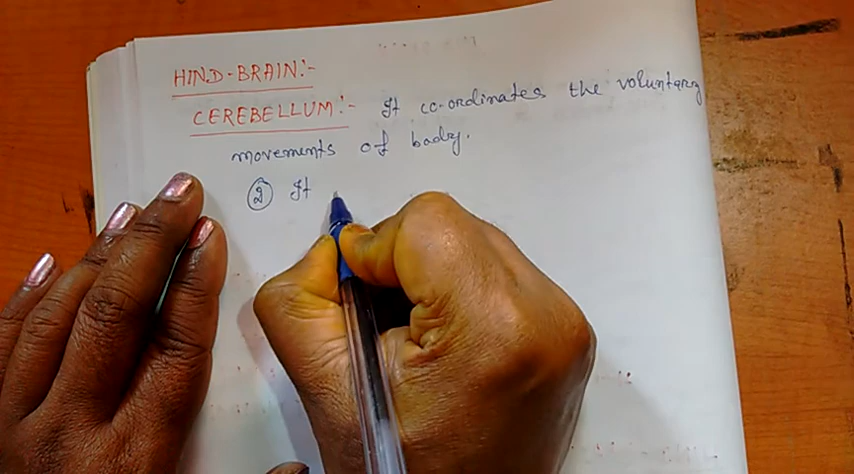 HIND-BRAIN:-
CEREBELLUM:- It co-ordinates the voluntary
movements of body.
② It